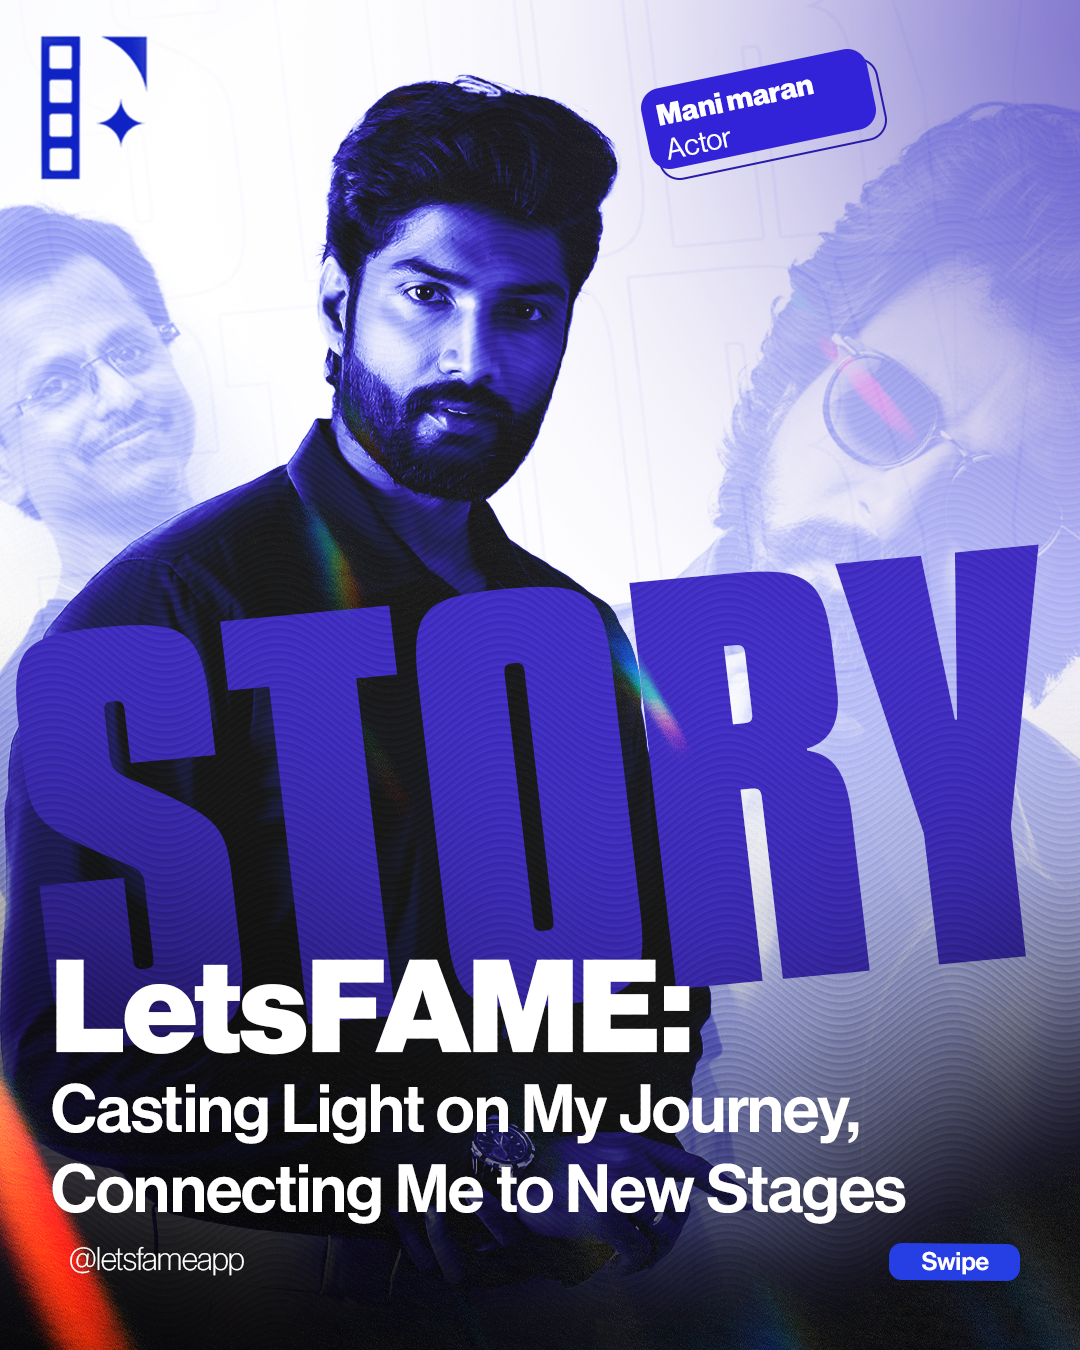 Mani maran
Actor
STORY
LetsFAME:
Casting Light on My Journey,
Connecting Me to New Stages
@letsfameapp
Swipe